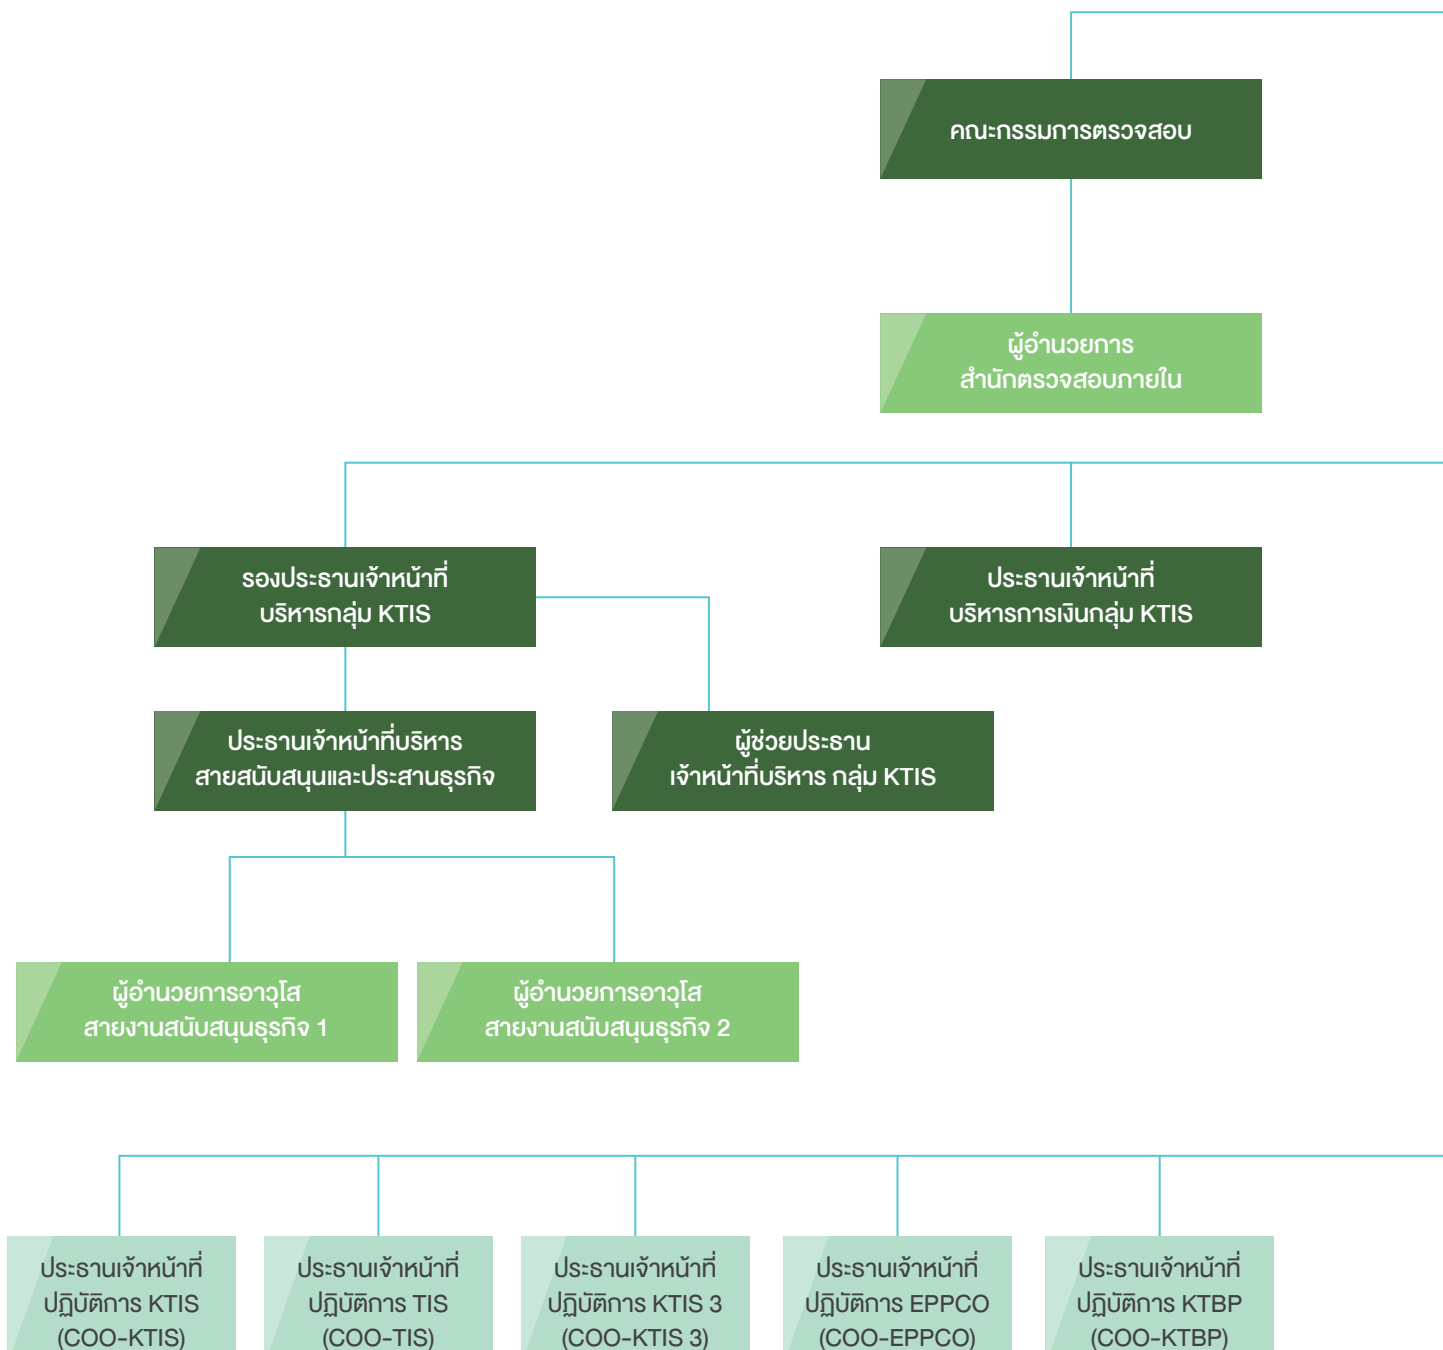 คณะกรรมการตรวจสอบ
ผู้อำนวยการ
สำนักตรวจสอบภายใน
รองประธานเจ้าหน้าที่
บริหารกลุ่ม KTIS
ประธานเจ้าหน้าที่
บริหารการเงินกลุ่ม KTIS
ประธานเจ้าหน้าที่บริหาร
สายสนับสนุนและประสานธุรกิจ
ผู้ช่วยประธาน
เจ้าหน้าที่บริหาร กลุ่ม KTIS
ผู้อำนวยการอาวุโส
สายงานสนับสนุนธุรกิจ 1
ผู้อำนวยการอาวุโส
สายงานสนับสนุนธุรกิจ 2
ประธานเจ้าหน้าที่
ปฏิบัติการ KTIS
(COO-KTIS)
ประธานเจ้าหน้าที่
ปฏิบัติการ TIS
(COO-TIS)
ประธานเจ้าหน้าที่
ปฏิบัติการ KTIS 3
(COO-KTIS 3)
ประธานเจ้าหน้าที่
ปฏิบัติการ EPPCO
(COO-EPPCO)
ประธานเจ้าหน้าที่
ปฏิบัติการ KTBP
(COO-KTBP)